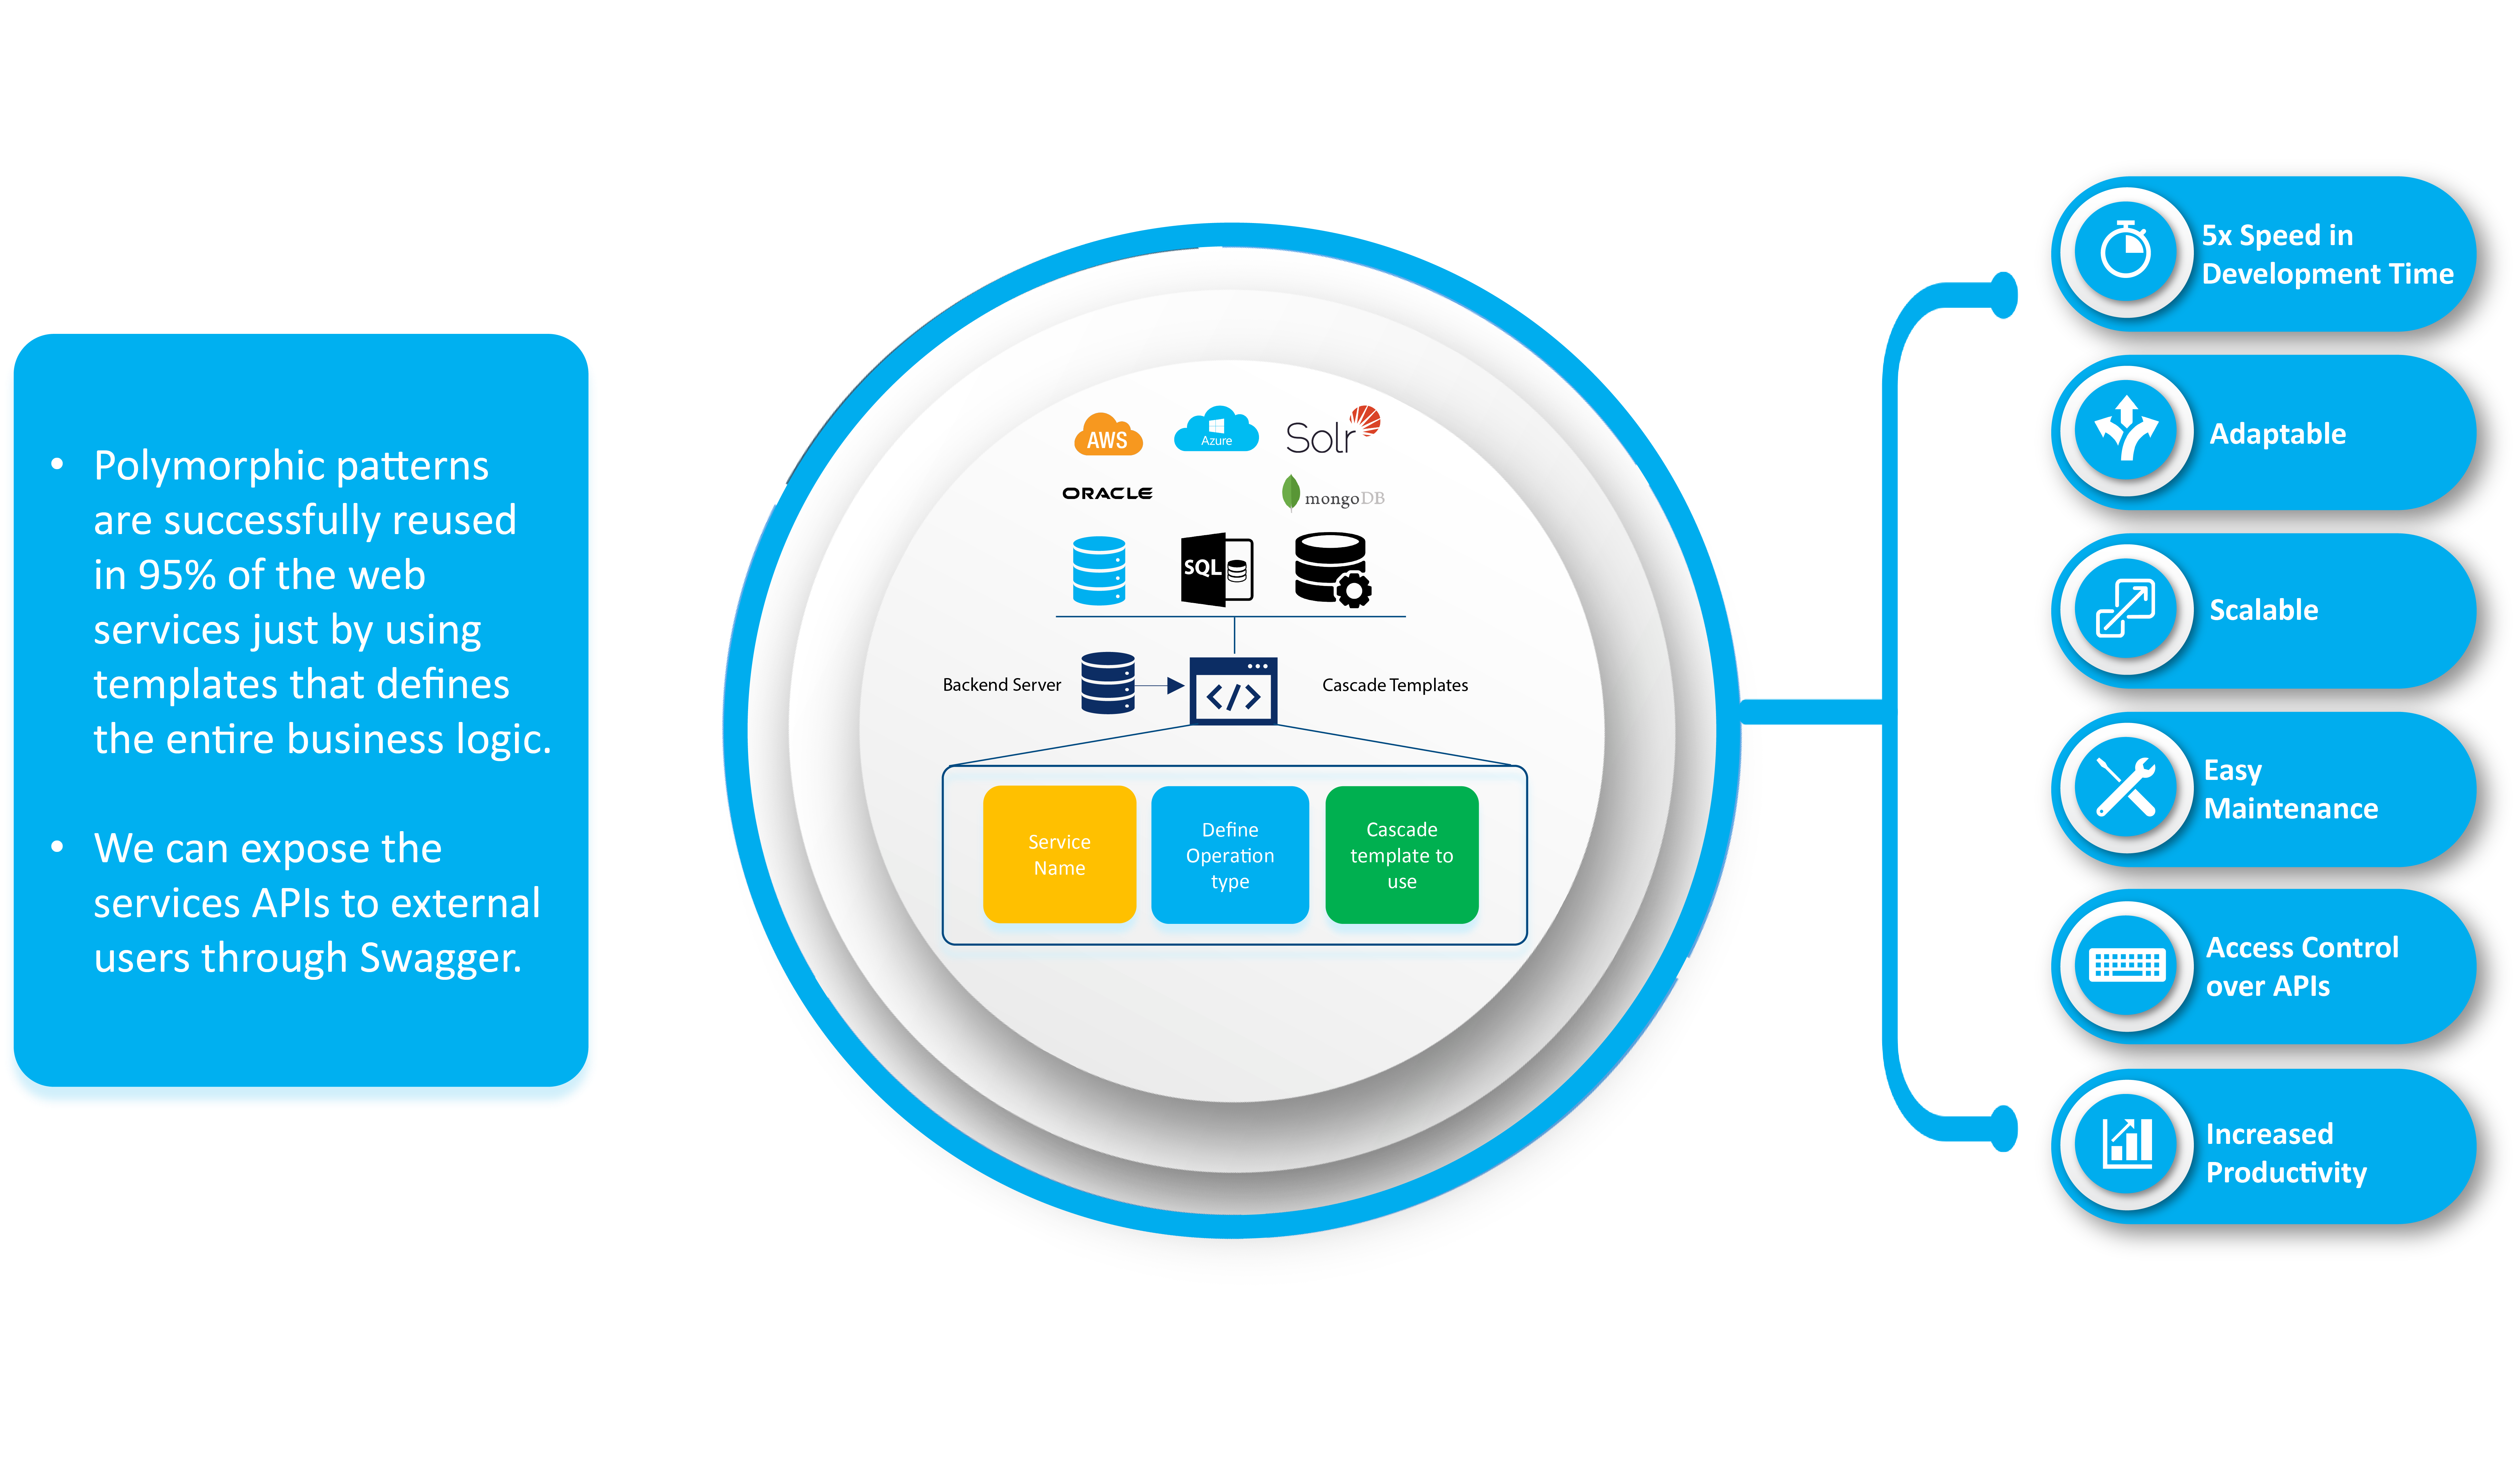 • Polymorphic patterns
are successfully reused
in 95% of the web
services just by using
templates that defines
the entire business logic.
• We can expose the
services APIs to external
users through Swagger.
AWS
Azure
Solr
ORACLE
mongoDB
SQL
Backend Server
Cascade Templates
Service
Name
Define
Operation
type
Cascade
template to
use
5x Speed in
Development Time
Adaptable
Scalable
Easy
Maintenance
Access Control
over APIs
Increased
Productivity